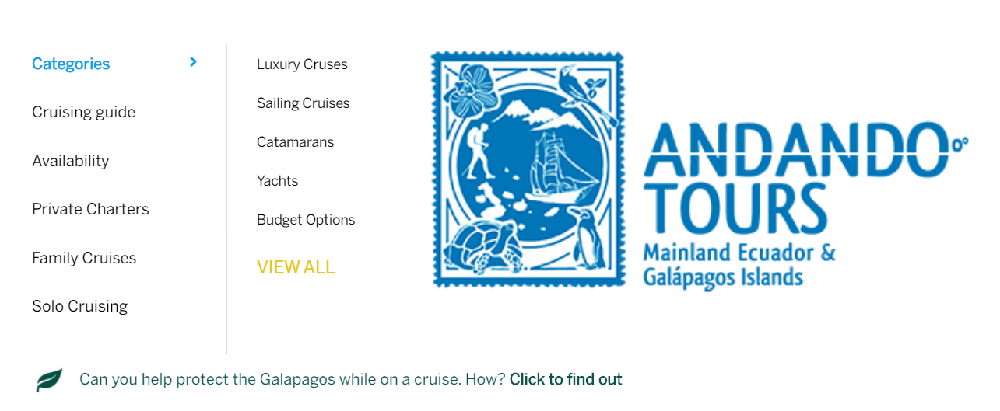 Categories
Cruising guide
Availability
Private Charters
Family Cruises
Solo Cruising
Luxury Cruses
Sailing Cruises
Catamarans
Yachts
Budget Options
VIEW ALL
ANDANDO 0°
TOURS
Mainland Ecuador &
Galápagos Islands
Can you help protect the Galapagos while on a cruise. How? Click to find out